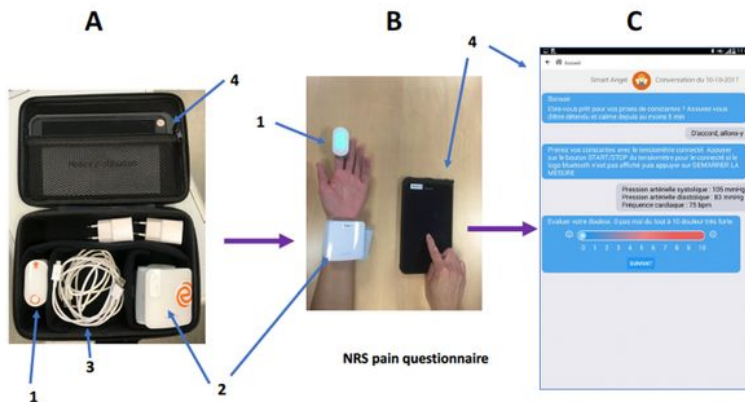 A
B
C
4
4
1
1
3
2
NRS pain questionnaire
Accueil
Smart Angel
Conversation du 10-19-2017
Bonjour
Etes-vous prêt pour vos prises de constantes ? Assurez vous
d'être détendu et calme depuis au moins 5 min
D'accord, allons-y
Prenez vos constantes avec le tensiomètre connecté. Appuyer
sur le bouton START/STOP du tensiomètre pour le connecter si le
logo bluetooth n'est pas affiché puis appuyer sur DEMARRER LA
MESURE
Pression artérielle systolique : 105 mmHg
Pression artérielle diastolique : 83 mmHg
Fréquence cardiaque : 75 bpm
Evaluer votre douleur. 0 pas mal du tout à 10 douleur très forte
0 1 2 3 4 5 6 7 8 9 10
SUIVANT